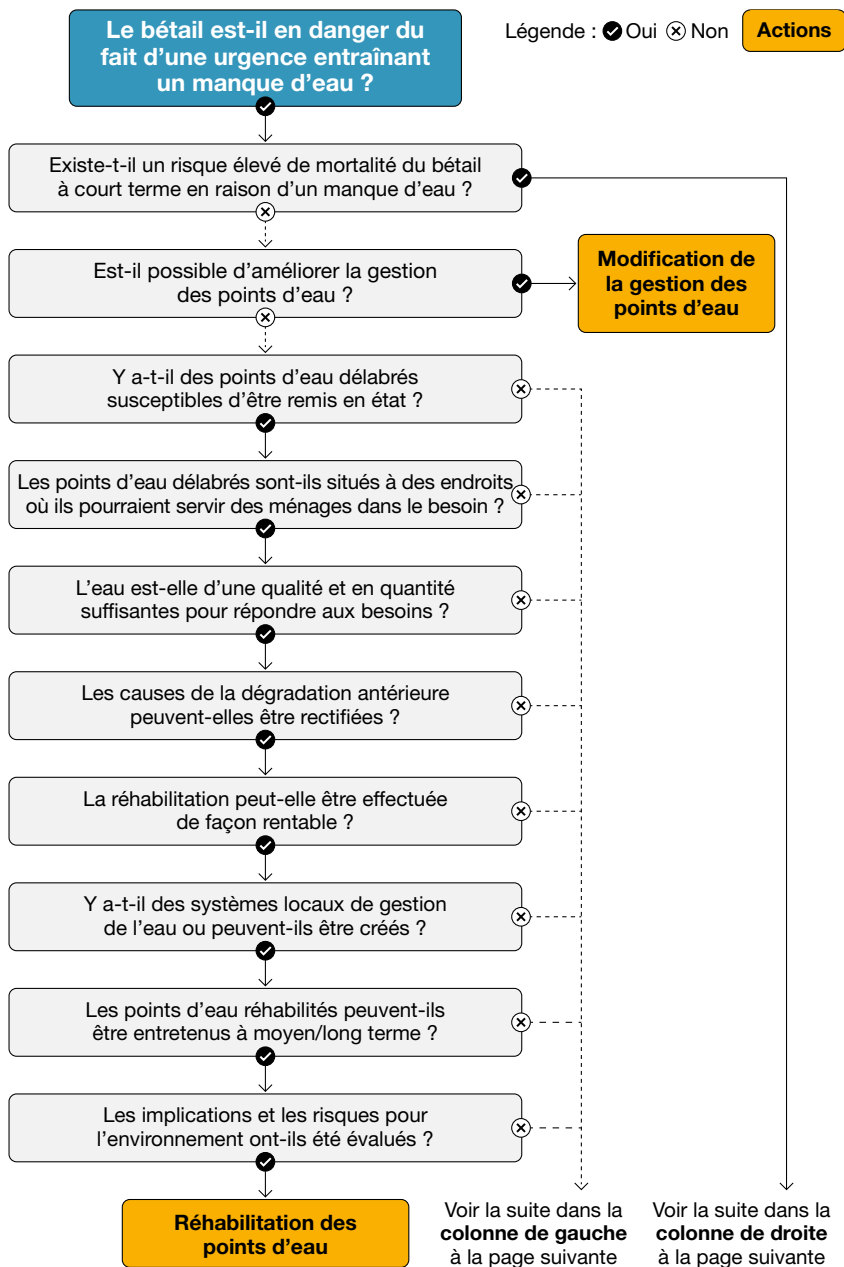 Le bétail est-il en danger du
fait d'une urgence entraînant
un manque d'eau ?
Légende : Oui Non Actions
Existe-t-il un risque élevé de mortalité du bétail
à court terme en raison d'un manque d'eau ?
Est-il possible d'améliorer la gestion
des points d'eau ?
Modification de
la gestion des
points d'eau
Y a-t-il des points d'eau délabrés
susceptibles d'être remis en état ?
Les points d'eau délabrés sont-ils situés à des endroits
où ils pourraient servir des ménages dans le besoin ?
L'eau est-elle d'une qualité et en quantité
suffisantes pour répondre aux besoins ?
Les causes de la dégradation antérieure
peuvent-elles être rectifiées ?
La réhabilitation peut-elle être effectuée
de façon rentable ?
Y a-t-il des systèmes locaux de gestion
de l'eau ou peuvent-ils être créés ?
Les points d'eau réhabilités peuvent-ils
être entretenus à moyen/long terme ?
Les implications et les risques pour
l'environnement ont-ils été évalués ?
Réhabilitation des
points d'eau
Voir la suite dans la
colonne de gauche
à la page suivante
Voir la suite dans la
colonne de droite
à la page suivante